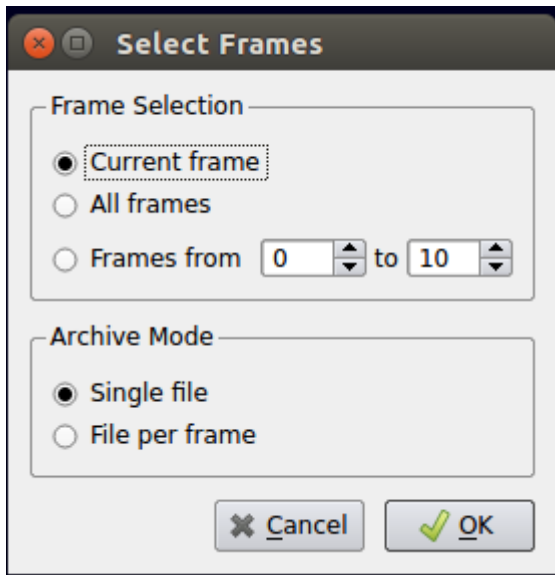 Select Frames
Frame Selection
Current frame
All frames
Frames from 0 to 10
Archive Mode
Single file
File per frame
Cancel OK